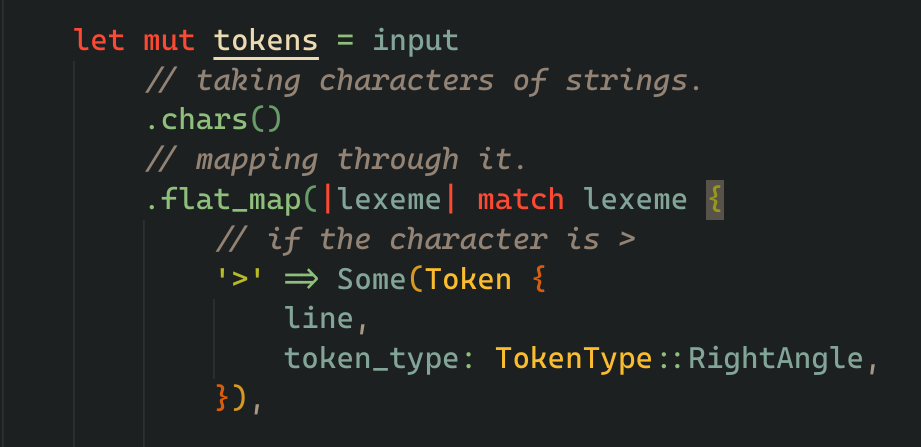 let mut tokens = input
// taking characters of strings.
.chars()
// mapping through it.
.flat_map(|lexeme| match lexeme {
// if the character is >
'>' => Some(Token {
line,
token_type: TokenType::RightAngle,
}),